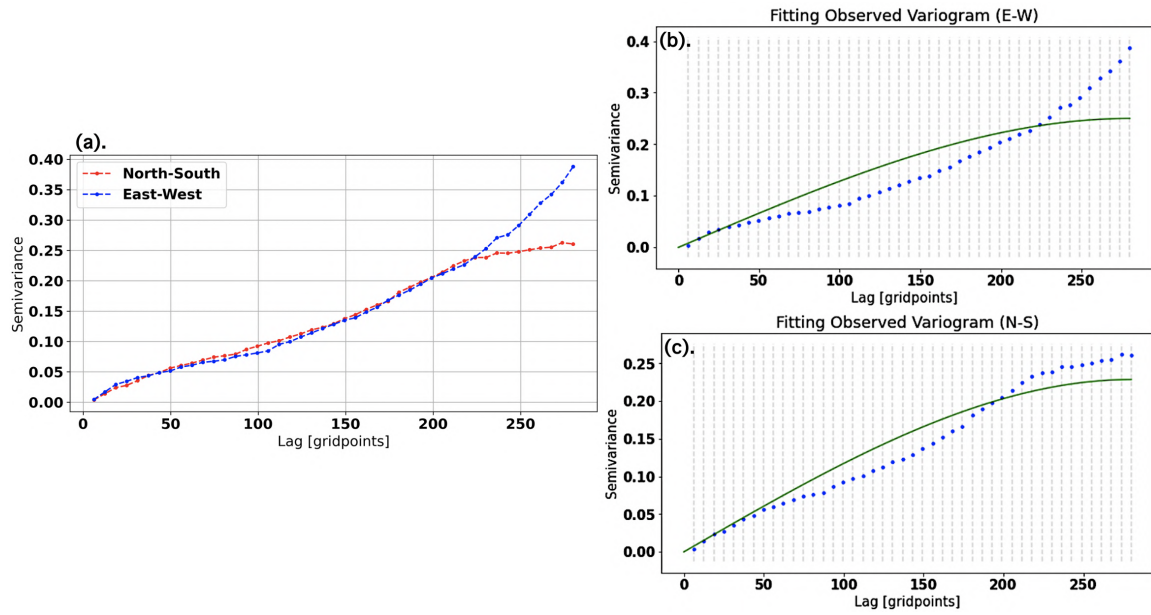 (a).
North-South
East-West
0.40
0.35
0.30
0.25
0.20
0.15
0.10
0.05
0.00
Semivariance
0 50 100 150 200 250
Lag [gridpoints]
Fitting Observed Variogram (E-W)
(b).
0.4
0.3
0.2
0.1
0.0
Semivariance
0 50 100 150 200 250
Lag [gridpoints]
Fitting Observed Variogram (N-S)
(c).
0.25
0.20
0.15
0.10
0.05
0.00
Semivariance
0 50 100 150 200 250
Lag [gridpoints]